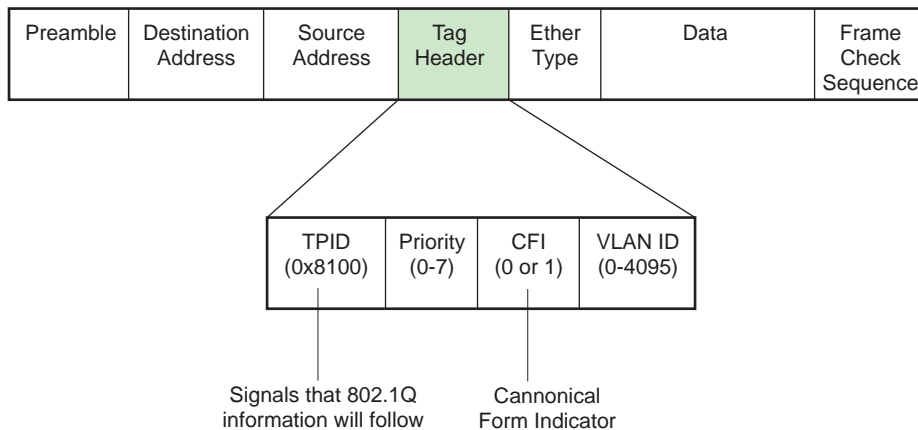 Preamble
Destination
Address
Source
Address
Tag
Header
Ether
Type
Data
Frame
Check
Sequence
TPID
(0x8100)
Priority
(0-7)
CFI
(0 or 1)
VLAN ID
(0-4095)
Signals that 802.1Q
information will follow
Cannonical
Form Indicator